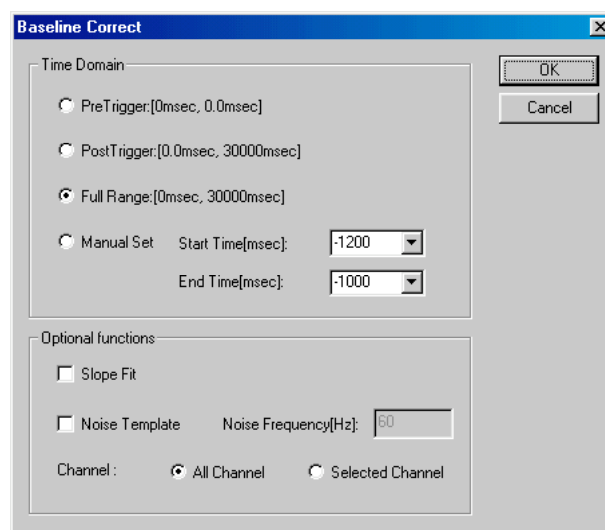 Baseline Correct
Time Domain
OK
PreTrigger:[0msec, 0.0msec]
Cancel
PostTrigger:[0.0msec, 30000msec]
Full Range:[0msec, 30000msec]
Manual Set Start Time[msec]: -1200
End Time[msec]: -1000
Optional functions
Slope Fit
Noise Template Noise Frequency[Hz]: 60
Channel : All Channel Selected Channel